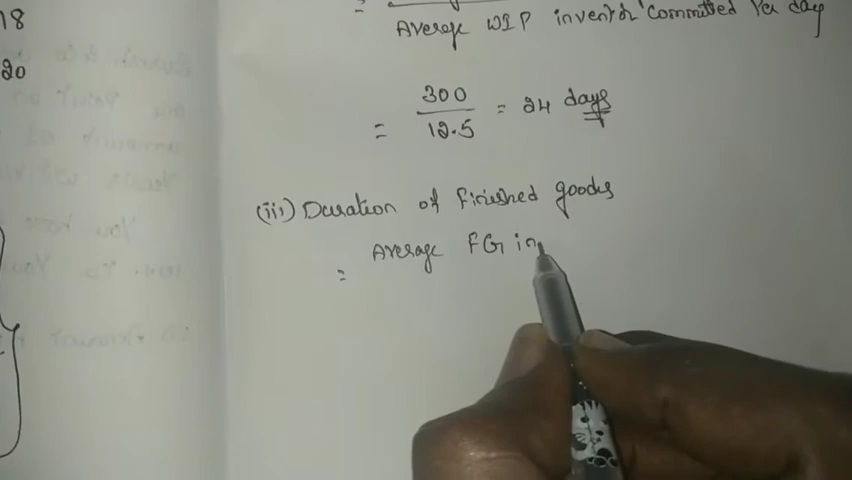 18
20
=
Average WIP inventor committed Per day
= 300 / 12.5 = 24 days
(iii) Duration of finished goods
= Average FG in